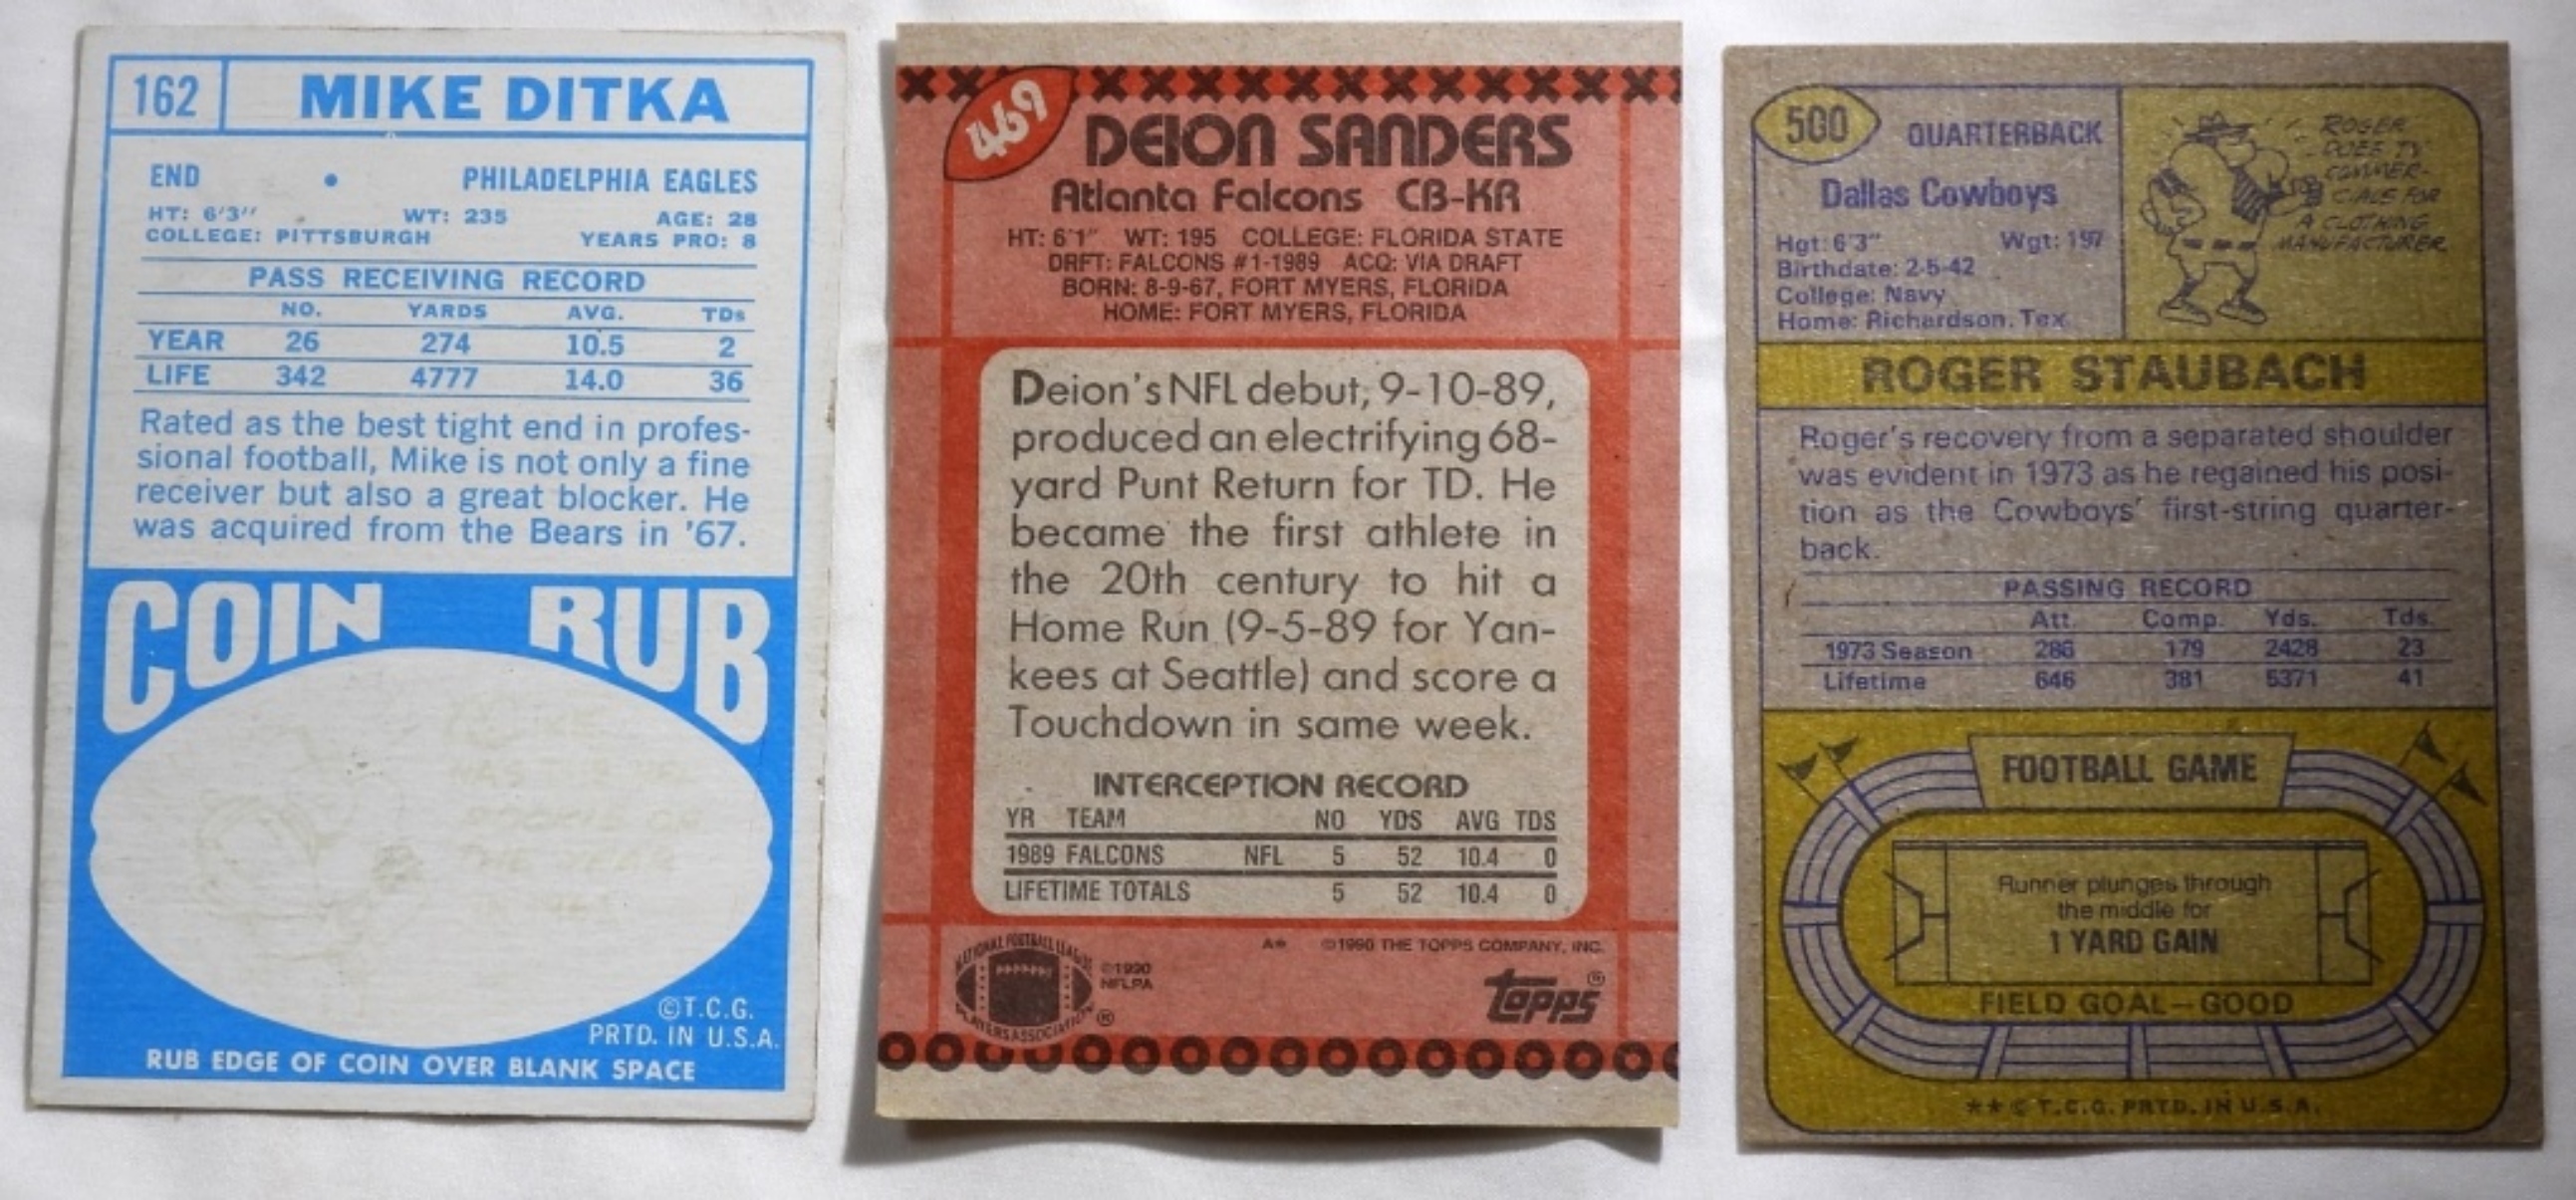 162 MIKE DITKA
END • PHILADELPHIA EAGLES
HT: 6'3" WT: 235 AGE: 28
COLLEGE: PITTSBURGH YEARS PRO: 8
PASS RECEIVING RECORD
NO. YARDS AVG. TDs
YEAR 26 274 10.5 2
LIFE 342 4777 14.0 36
Rated as the best tight end in profes-
sional football, Mike is not only a fine
receiver but also a great blocker. He
was acquired from the Bears in '67.
COIN RUB
©T.C.G.
PRTD. IN U.S.A.
RUB EDGE OF COIN OVER BLANK SPACE
469
DEION SANDERS
Atlanta Falcons CB-KR
HT: 6'1" WT: 195 COLLEGE: FLORIDA STATE
DRFT: FALCONS #1-1989 ACQ: VIA DRAFT
BORN: 8-9-67, FORT MYERS, FLORIDA
HOME: FORT MYERS, FLORIDA
Deion's NFL debut, 9-10-89,
produced an electrifying 68-
yard Punt Return for TD. He
became the first athlete in
the 20th century to hit a
Home Run (9-5-89 for Yan-
kees at Seattle) and score a
Touchdown in same week.
INTERCEPTION RECORD
YR TEAM NO YDS AVG TDS
1989 FALCONS NFL 5 52 10.4 0
LIFETIME TOTALS 5 52 10.4 0
NATIONAL FOOTBALL LEAGUE
PLAYERS ASSOCIATION ®
©1990
NFLPA
A* ©1990 THE TOPPS COMPANY, INC.
topps®
500 QUARTERBACK
Dallas Cowboys
Hgt: 6'3" Wgt: 197
Birthdate: 2-5-42
College: Navy
Home: Richardson, Tex
ROGER
DOES TV
COMMER-
CIALS FOR
A CLOTHING
MANUFACTURER.
ROGER STAUBACH
Roger's recovery from a separated shoulder
was evident in 1973 as he regained his posi-
tion as the Cowboys' first-string quarter-
back.
PASSING RECORD
Att. Comp. Yds. Tds.
1973 Season 286 179 2428 23
Lifetime 646 381 5371 41
FOOTBALL GAME
Runner plunges through
the middle for
1 YARD GAIN
FIELD GOAL—GOOD
**© T.C.G. PRTD. IN U.S.A.